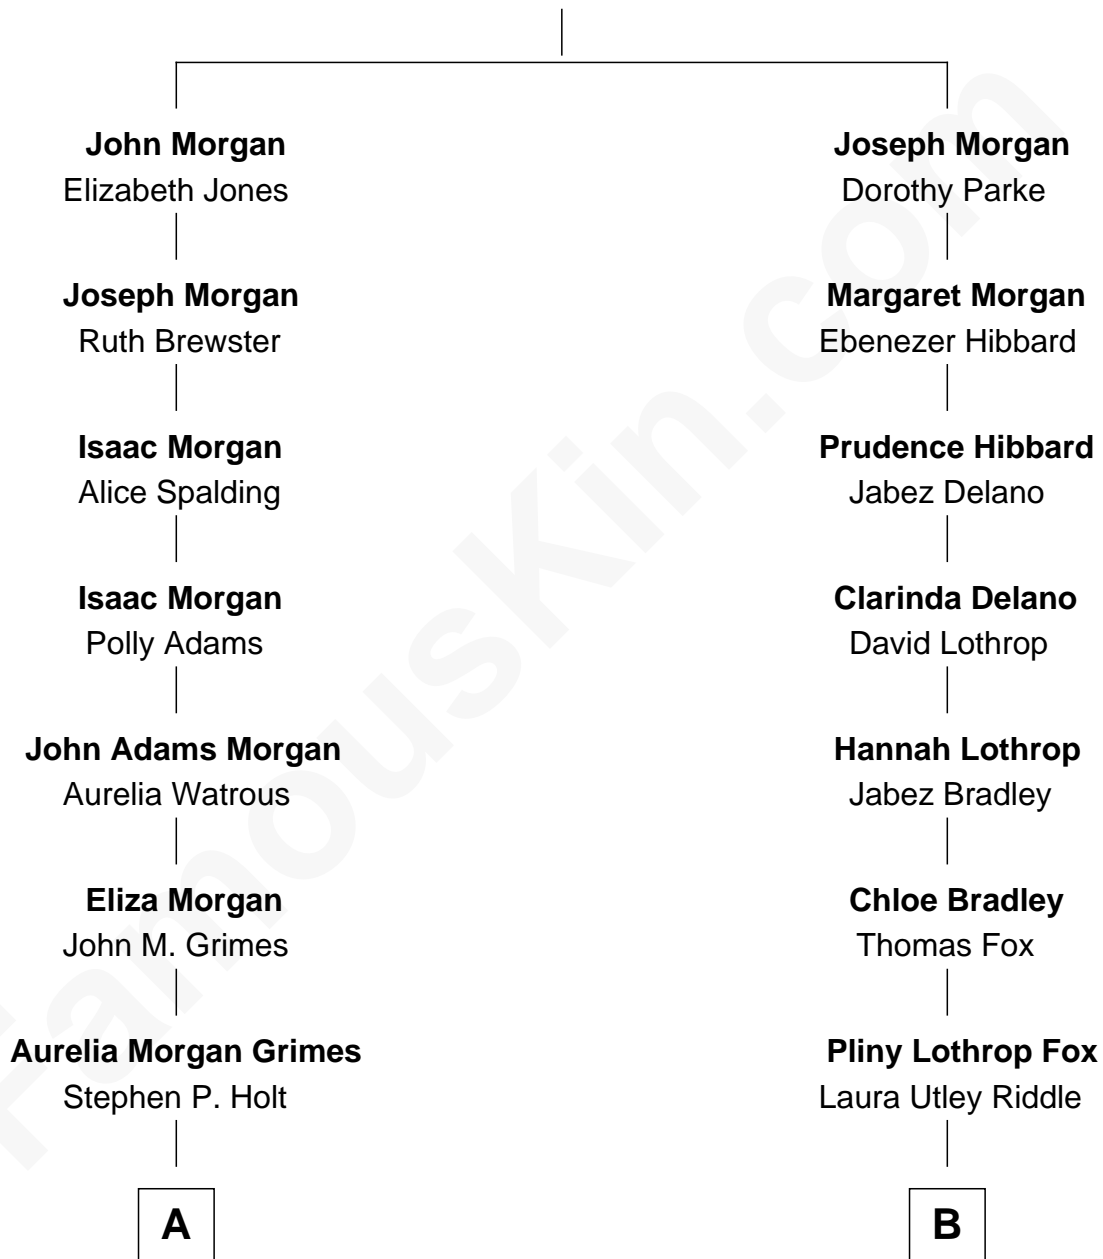 John Morgan
Elizabeth Jones
Joseph Morgan
Dorothy Parke
Joseph Morgan
Ruth Brewster
Margaret Morgan
Ebenezer Hibbard
Isaac Morgan
Alice Spalding
Prudence Hibbard
Jabez Delano
Isaac Morgan
Polly Adams
Clarinda Delano
David Lothrop
John Adams Morgan
Aurelia Watrous
Hannah Lothrop
Jabez Bradley
Eliza Morgan
John M. Grimes
Chloe Bradley
Thomas Fox
Aurelia Morgan Grimes
Stephen P. Holt
Pliny Lothrop Fox
Laura Utley Riddle
A
B
FamousKin.com